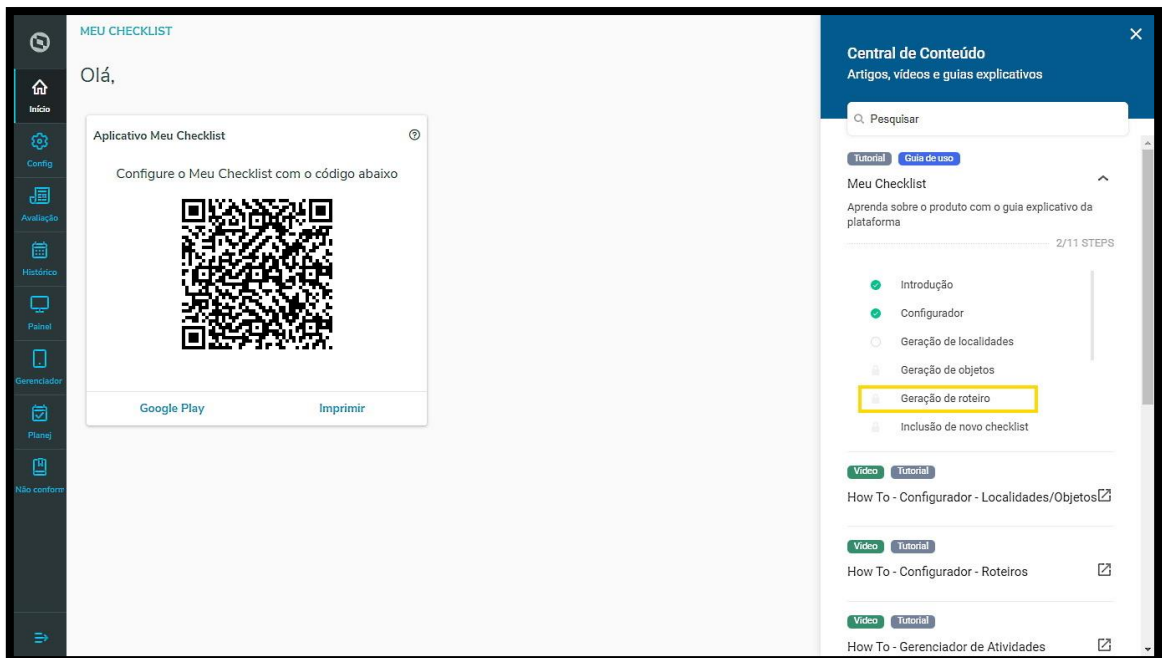 MEU CHECKLIST
Olá,
Início
Config
Avaliação
Histórico
Painel
Gerenciador
Planej
Não conform
Aplicativo Meu Checklist
Configure o Meu Checklist com o código abaixo
Google Play
Imprimir
Central de Conteúdo
Artigos, vídeos e guias explicativos
Pesquisar
Tutorial Guia de uso
Meu Checklist
Aprenda sobre o produto com o guia explicativo da
plataforma
2/11 STEPS
Introdução
Configurador
Geração de localidades
Geração de objetos
Geração de roteiro
Inclusão de novo checklist
Vídeo Tutorial
How To - Configurador - Localidades/Objetos
Vídeo Tutorial
How To - Configurador - Roteiros
Vídeo Tutorial
How To - Gerenciador de Atividades